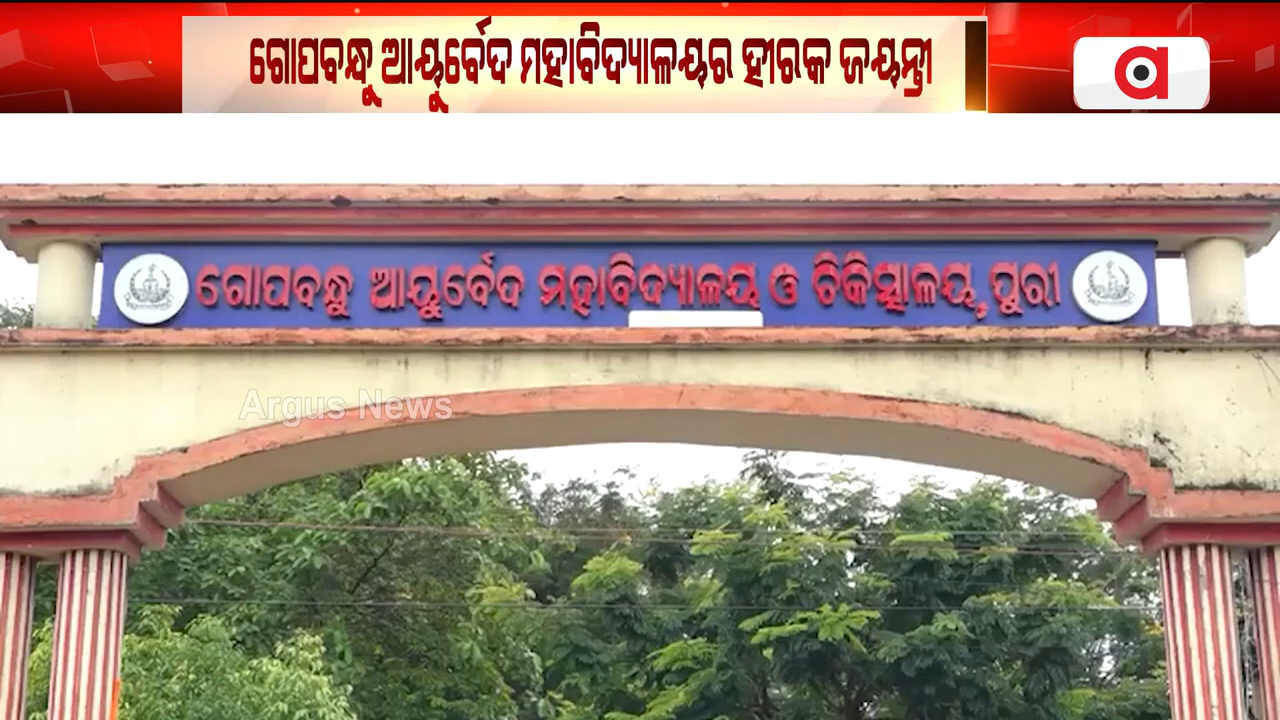 ଗୋପବନ୍ଧୁ ଆୟୁର୍ବେଦ ମହାବିଦ୍ୟାଳୟର ହୀରକ ଜୟନ୍ତୀ
a
ଗୋପବନ୍ଧୁ ଆୟୁର୍ବେଦ ମହାବିଦ୍ୟାଳୟ ଓ ଚିକିତ୍ସାଳୟ, ପୁରୀ
Argus News